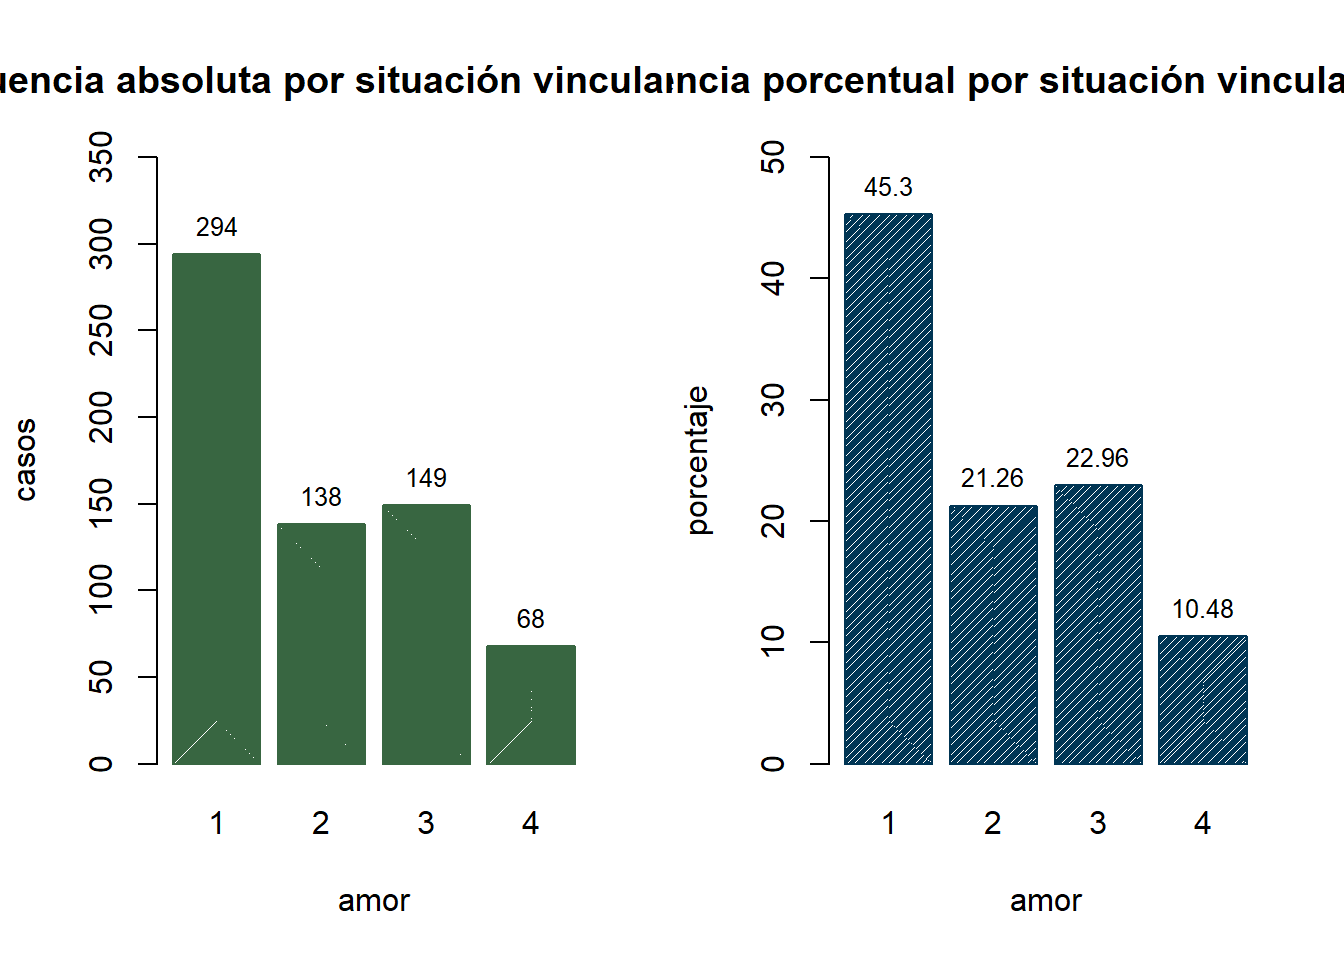 uencia absoluta por situación vincular
ncia porcentual por situación vincula
350
300
250
200
150
100
50
0
casos
294
138
149
68
1 2 3 4
amor
50
40
30
20
10
0
porcentaje
45.3
21.26
22.96
10.48
1 2 3 4
amor